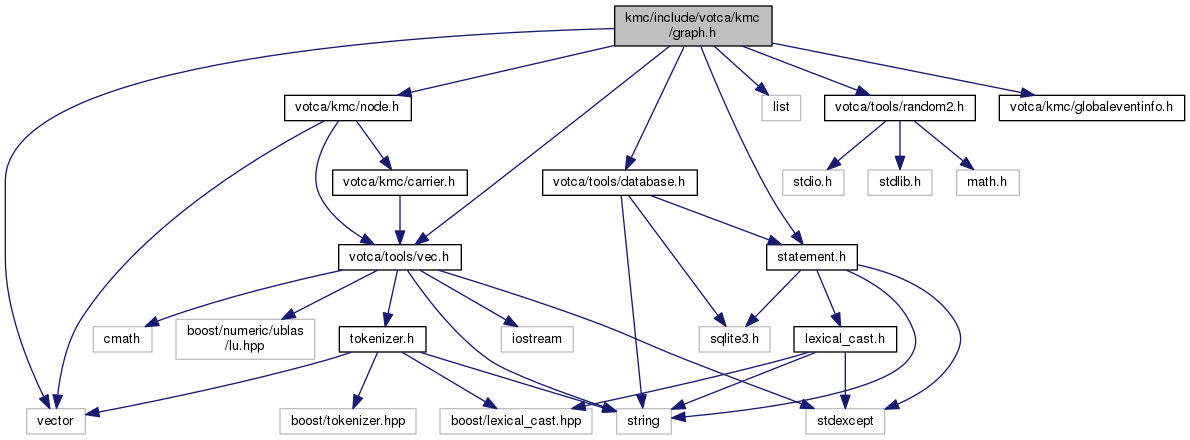 kmc/include/votca/kmc
/graph.h
votca/kmc/node.h
list
votca/tools/random2.h
votca/kmc/globaleventinfo.h
votca/kmc/carrier.h
votca/tools/database.h
stdio.h
stdlib.h
math.h
votca/tools/vec.h
statement.h
cmath
boost/numeric/ublas
/lu.hpp
tokenizer.h
iostream
sqlite3.h
lexical_cast.h
vector
boost/tokenizer.hpp
boost/lexical_cast.hpp
string
stdexcept